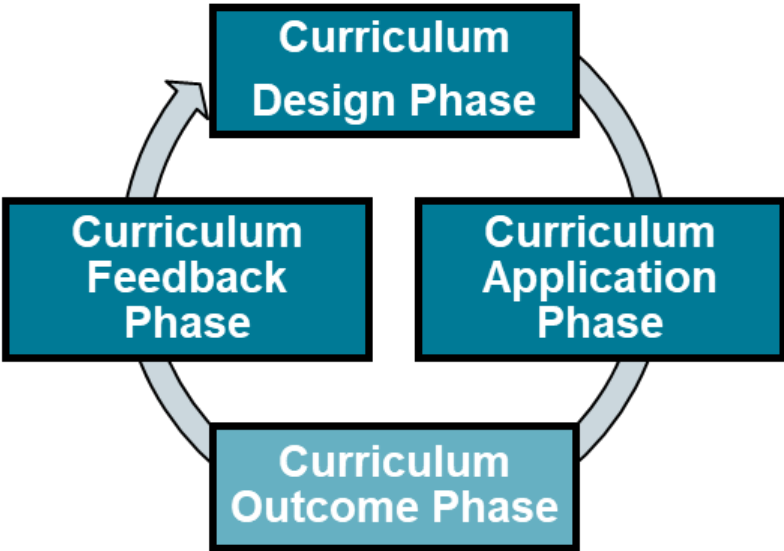 Curriculum
Design Phase
Curriculum
Feedback
Phase
Curriculum
Application
Phase
Curriculum
Outcome Phase